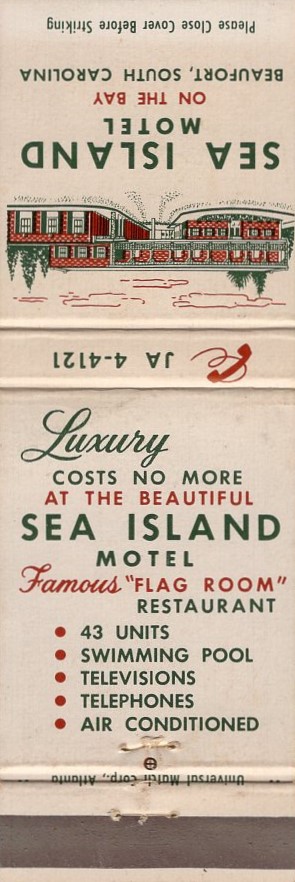 Please Close Cover Before Striking
BEAUFORT, SOUTH CAROLINA
ON THE BAY
MOTEL
SEA ISLAND
JA 4-4121
Luxury
COSTS NO MORE
AT THE BEAUTIFUL
SEA ISLAND
MOTEL
Famous "FLAG ROOM"
RESTAURANT
• 43 UNITS
• SWIMMING POOL
• TELEVISIONS
• TELEPHONES
• AIR CONDITIONED
Universal Match Corp., Atlanta